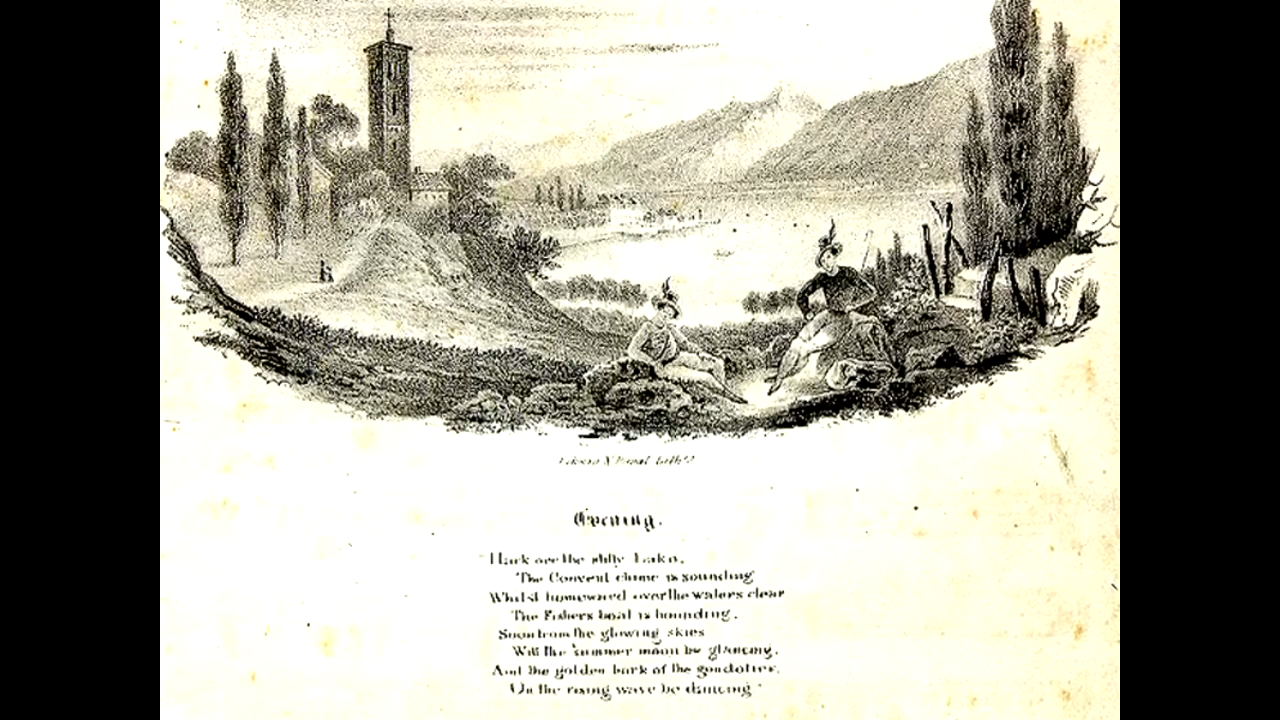 Evening.
"Hark o'er the stilly Lake,
The Convent chime is sounding
Whilst homeward over the waters clear
The Fishers boat is bounding.
Soon from the glowing skies
Will the summer moon be glancing,
And the golden bark of the gondolier,
On the rising wave be dancing"